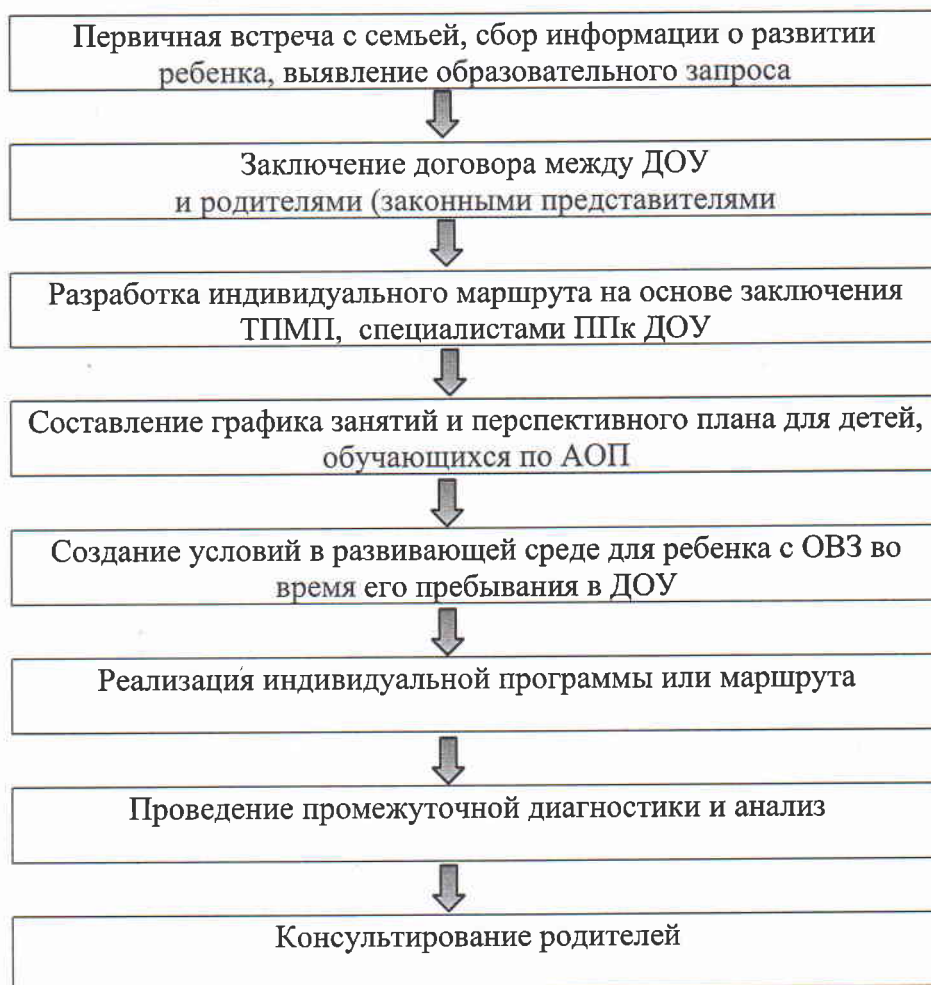 Первичная встреча с семьей, сбор информации о развитии
ребенка, выявление образовательного запроса
Заключение договора между ДОУ
и родителями (законными представителями
Разработка индивидуального маршрута на основе заключения
ТПМП, специалистами ППк ДОУ
Составление графика занятий и перспективного плана для детей,
обучающихся по АОП
Создание условий в развивающей среде для ребенка с ОВЗ во
время его пребывания в ДОУ
Реализация индивидуальной программы или маршрута
Проведение промежуточной диагностики и анализ
Консультирование родителей